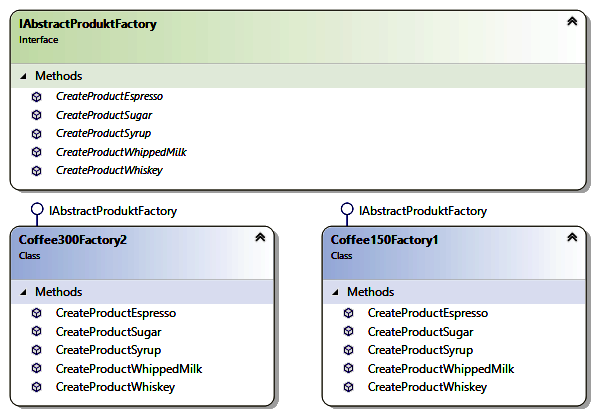 IAbstractProduktFactory
Interface
Methods
CreateProductEspresso
CreateProductSugar
CreateProductSyrup
CreateProductWhippedMilk
CreateProductWhiskey
IAbstractProduktFactory
Coffee300Factory2
Class
Methods
CreateProductEspresso
CreateProductSugar
CreateProductSyrup
CreateProductWhippedMilk
CreateProductWhiskey
IAbstractProduktFactory
Coffee150Factory1
Class
Methods
CreateProductEspresso
CreateProductSugar
CreateProductSyrup
CreateProductWhippedMilk
CreateProductWhiskey